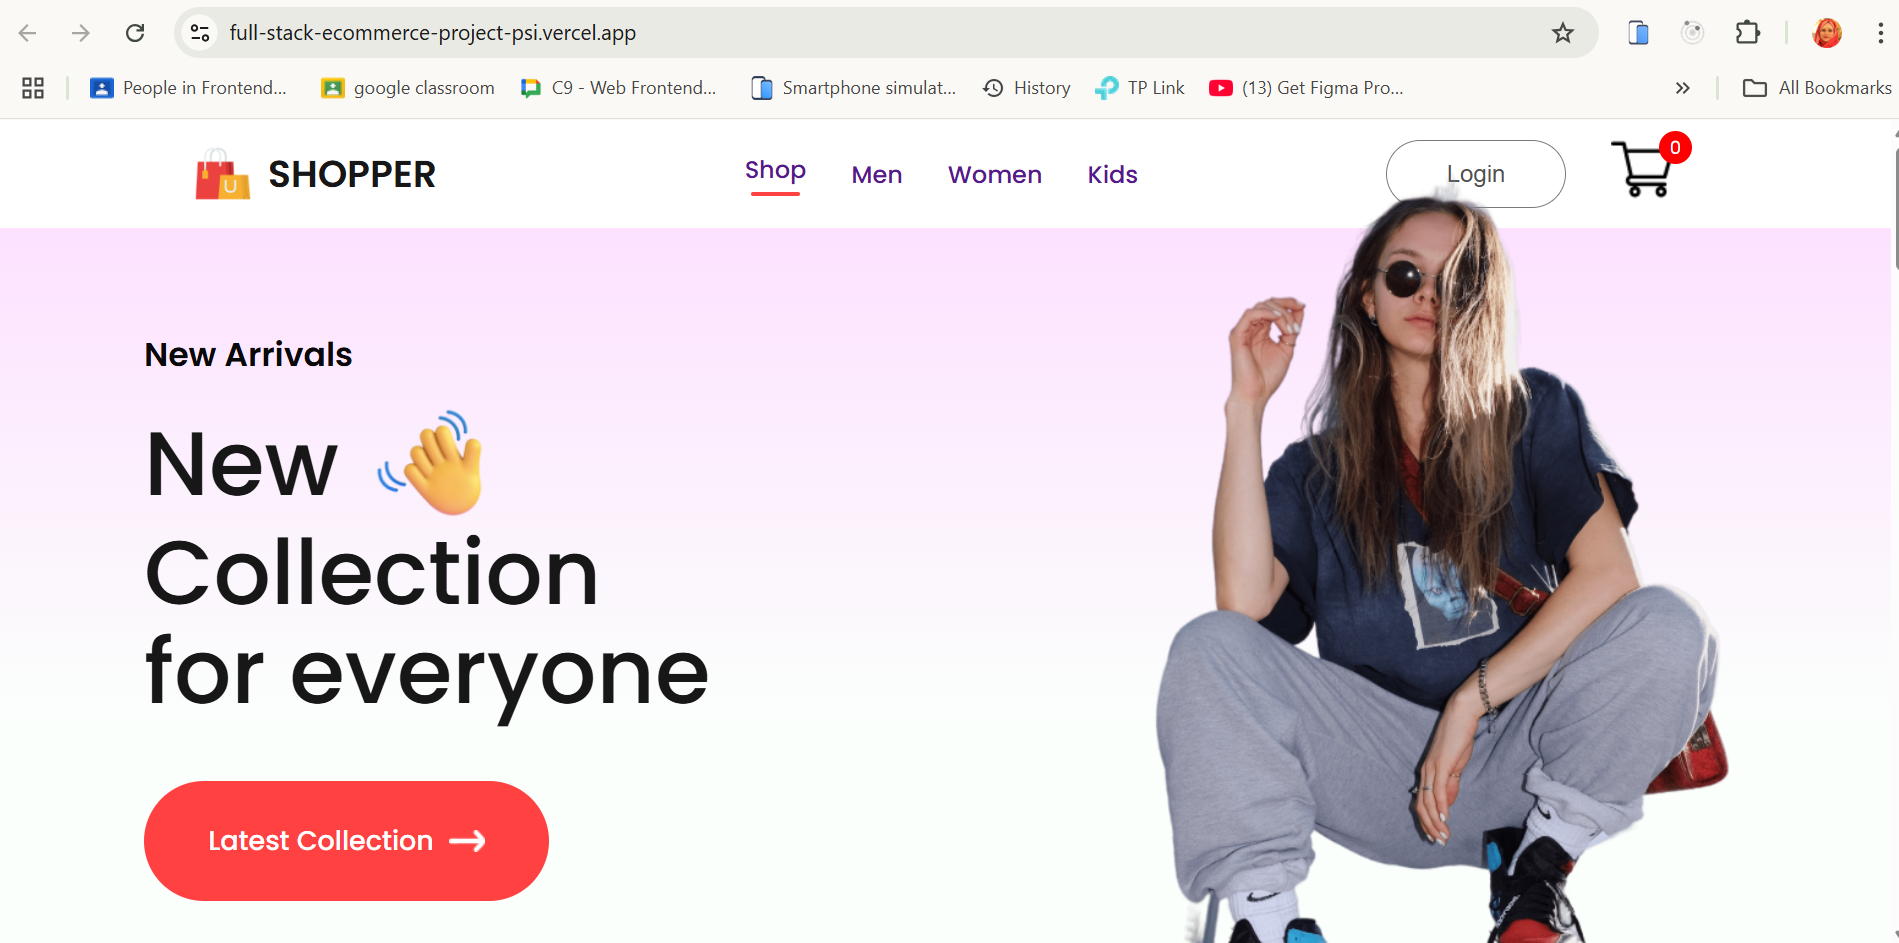 full-stack-ecommerce-project-psi.vercel.app
People in Frontend...
google classroom
C9 - Web Frontend...
Smartphone simulat...
History
TP Link
(13) Get Figma Pro...
All Bookmarks
SHOPPER
Shop
Men
Women
Kids
Login
0
New Arrivals
New
Collection
for everyone
Latest Collection